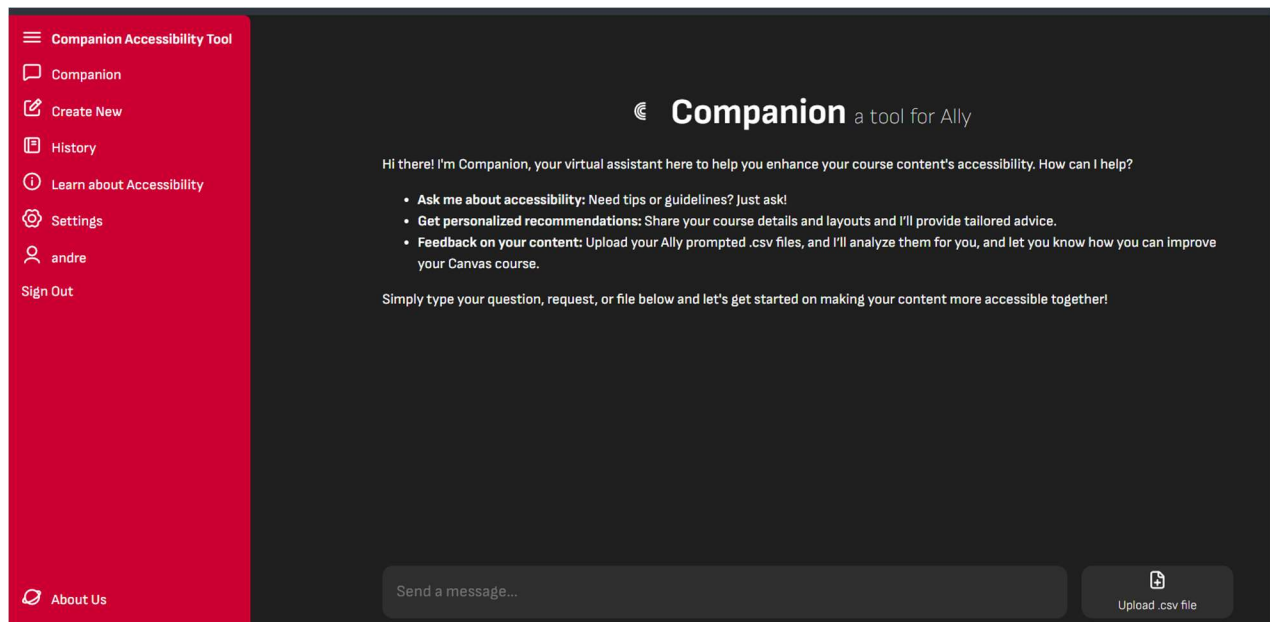 Companion Accessibility Tool
Companion
Create New
History
Learn about Accessibility
Settings
andre
Sign Out
About Us
Companion a tool for Ally
Hi there! I'm Companion, your virtual assistant here to help you enhance your course content's accessibility. How can I help?
• Ask me about accessibility: Need tips or guidelines? Just ask!
• Get personalized recommendations: Share your course details and layouts and I'll provide tailored advice.
• Feedback on your content: Upload your Ally prompted .csv files, and I'll analyze them for you, and let you know how you can improve
your Canvas course.
Simply type your question, request, or file below and let's get started on making your content more accessible together!
Send a message...
Upload .csv file